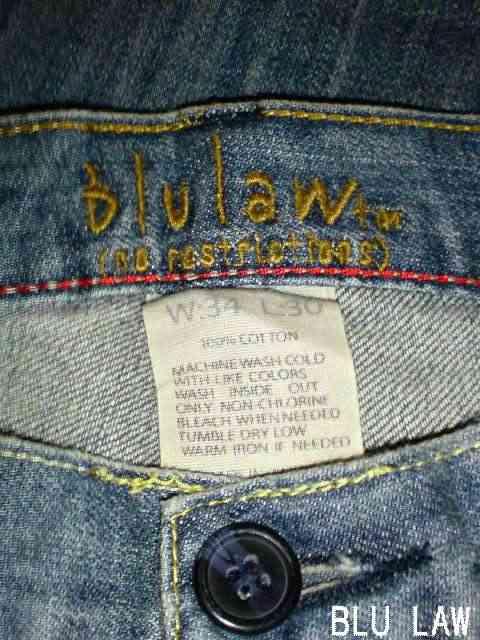 Blulaw tm
(no restrictions)
W:34 L:30
100% COTTON
MACHINE WASH COLD
WITH LIKE COLORS
WASH INSIDE OUT
ONLY NON-CHLORINE
BLEACH WHEN NEEDED
TUMBLE DRY LOW
WARM IRON IF NEEDED
BLU LAW